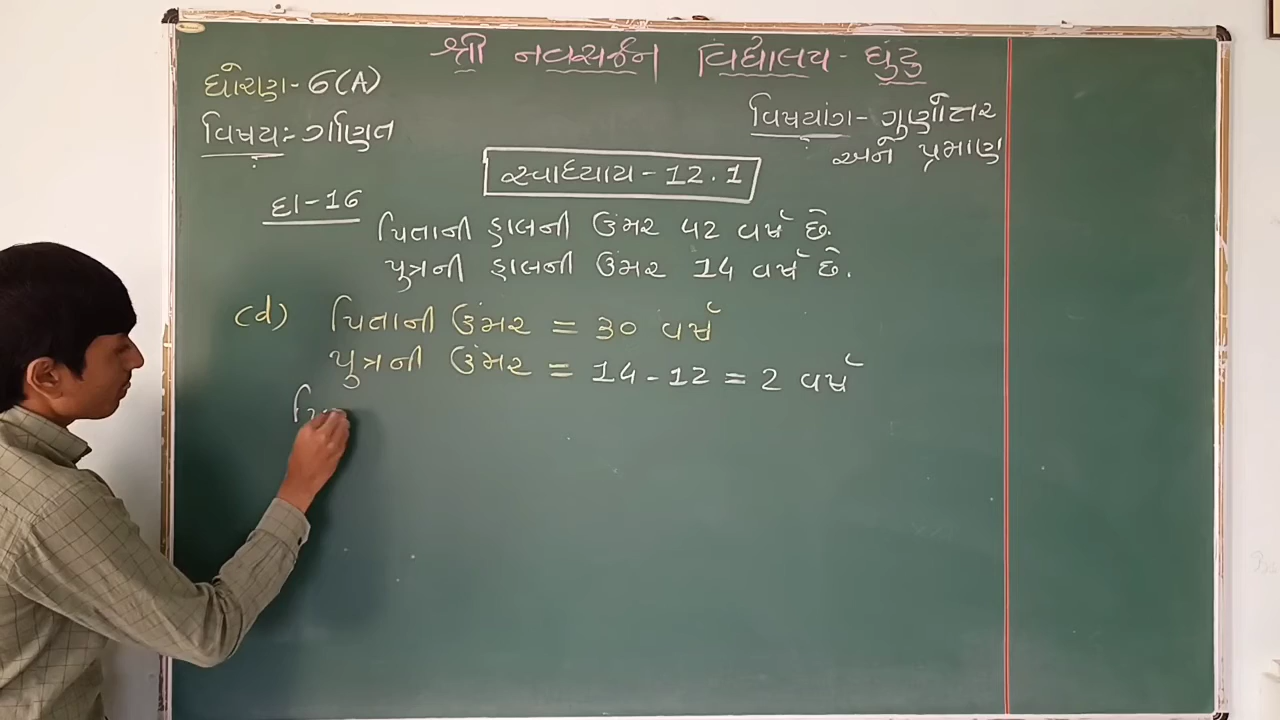 શ્રી નવસર્જન વિદ્યાલય - ઘુંટુ
ધોરણ - 6 (A)
વિષય:- ગણિત
વિષયાંગ - ગુણોત્તર
અને પ્રમાણ
સ્વાધ્યાય - 12.1
દા-16
પિતાની હાલની ઉંમર 42 વર્ષ છે.
પુત્રની હાલની ઉંમર 14 વર્ષ છે.
(d) પિતાની ઉંમર = 30 વર્ષ
પુત્રની ઉંમર = 14 - 12 = 2 વર્ષ